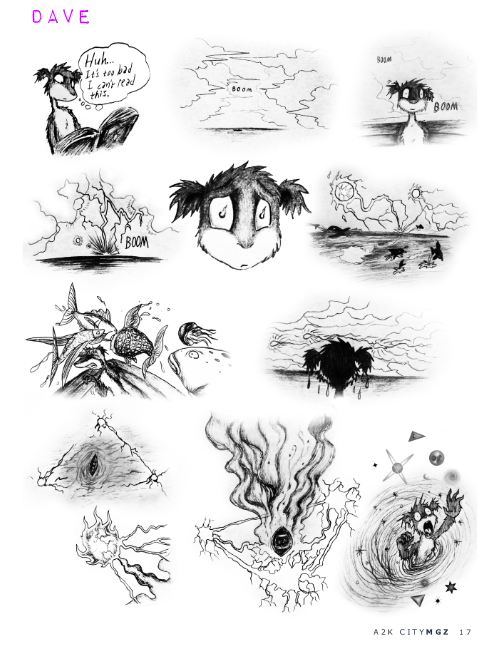 DAVE
Huh...
It's too bad
I can't read
this.
BOOM
BOOM
BOOM
BOOM
A2K CITYMGZ 17